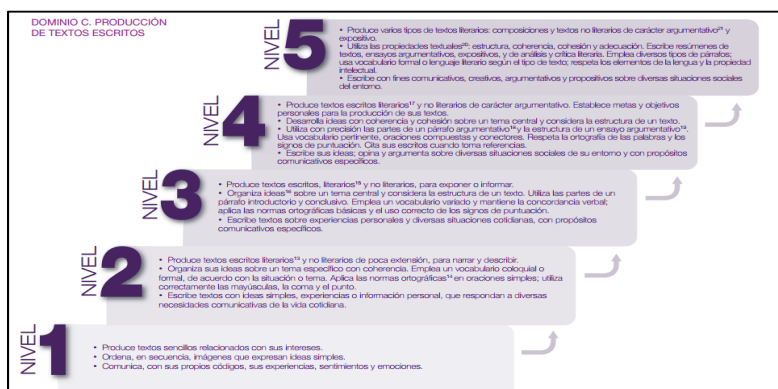 DOMINIO C. PRODUCCIÓN
DE TEXTOS ESCRITOS
NIVEL 5
• Produce varios tipos de textos literarios: composiciones y textos no literarios de carácter argumentativo²¹ y
expositivo.
• Utiliza las propiedades textuales²⁰: estructura, coherencia, cohesión y adecuación. Escribe resúmenes de
textos, ensayos argumentativos, expositivos, y de análisis y crítica literaria. Emplea diversos tipos de párrafos;
usa vocabulario formal o lenguaje literario según el tipo de texto; respeta los elementos de la lengua y la propiedad
intelectual.
• Escribe con fines comunicativos, creativos, argumentativos y propositivos sobre diversas situaciones sociales
del entorno.
NIVEL 4
• Produce textos escritos literarios¹⁷ y no literarios de carácter argumentativo. Establece metas y objetivos
personales para la producción de sus textos.
• Desarrolla ideas con coherencia y cohesión sobre un tema central y considera la estructura de un texto.
• Utiliza con precisión las partes de un párrafo argumentativo¹⁸ y la estructura de un ensayo argumentativo¹⁹.
Usa vocabulario pertinente, oraciones compuestas y conectores. Respeta la ortografía de las palabras y los
signos de puntuación. Cita sus escritos cuando toma referencias.
• Escribe sus ideas; opina y argumenta sobre diversas situaciones sociales de su entorno y con propósitos
comunicativos específicos.
NIVEL 3
• Produce textos escritos, literarios¹⁵ y no literarios, para exponer o informar.
• Organiza ideas¹⁶ sobre un tema central y considera la estructura de un texto. Utiliza las partes de un
párrafo introductorio y conclusivo. Emplea un vocabulario variado y mantiene la concordancia verbal;
aplica las normas ortográficas básicas y el uso correcto de los signos de puntuación.
• Escribe textos sobre experiencias personales y diversas situaciones cotidianas, con propósitos
comunicativos específicos.
NIVEL 2
• Produce textos escritos literarios¹³ y no literarios de poca extensión, para narrar y describir.
• Organiza sus ideas sobre un tema específico con coherencia. Emplea un vocabulario coloquial o
formal, de acuerdo con la situación o tema. Aplica las normas ortográficas¹⁴ en oraciones simples; utiliza
correctamente las mayúsculas, la coma y el punto.
• Escribe textos con ideas simples, experiencias o información personal, que respondan a diversas
necesidades comunicativas de la vida cotidiana.
NIVEL 1
• Produce textos sencillos relacionados con sus intereses.
• Ordena, en secuencia, imágenes que expresan ideas simples.
• Comunica, con sus propios códigos, sus experiencias, sentimientos y emociones.